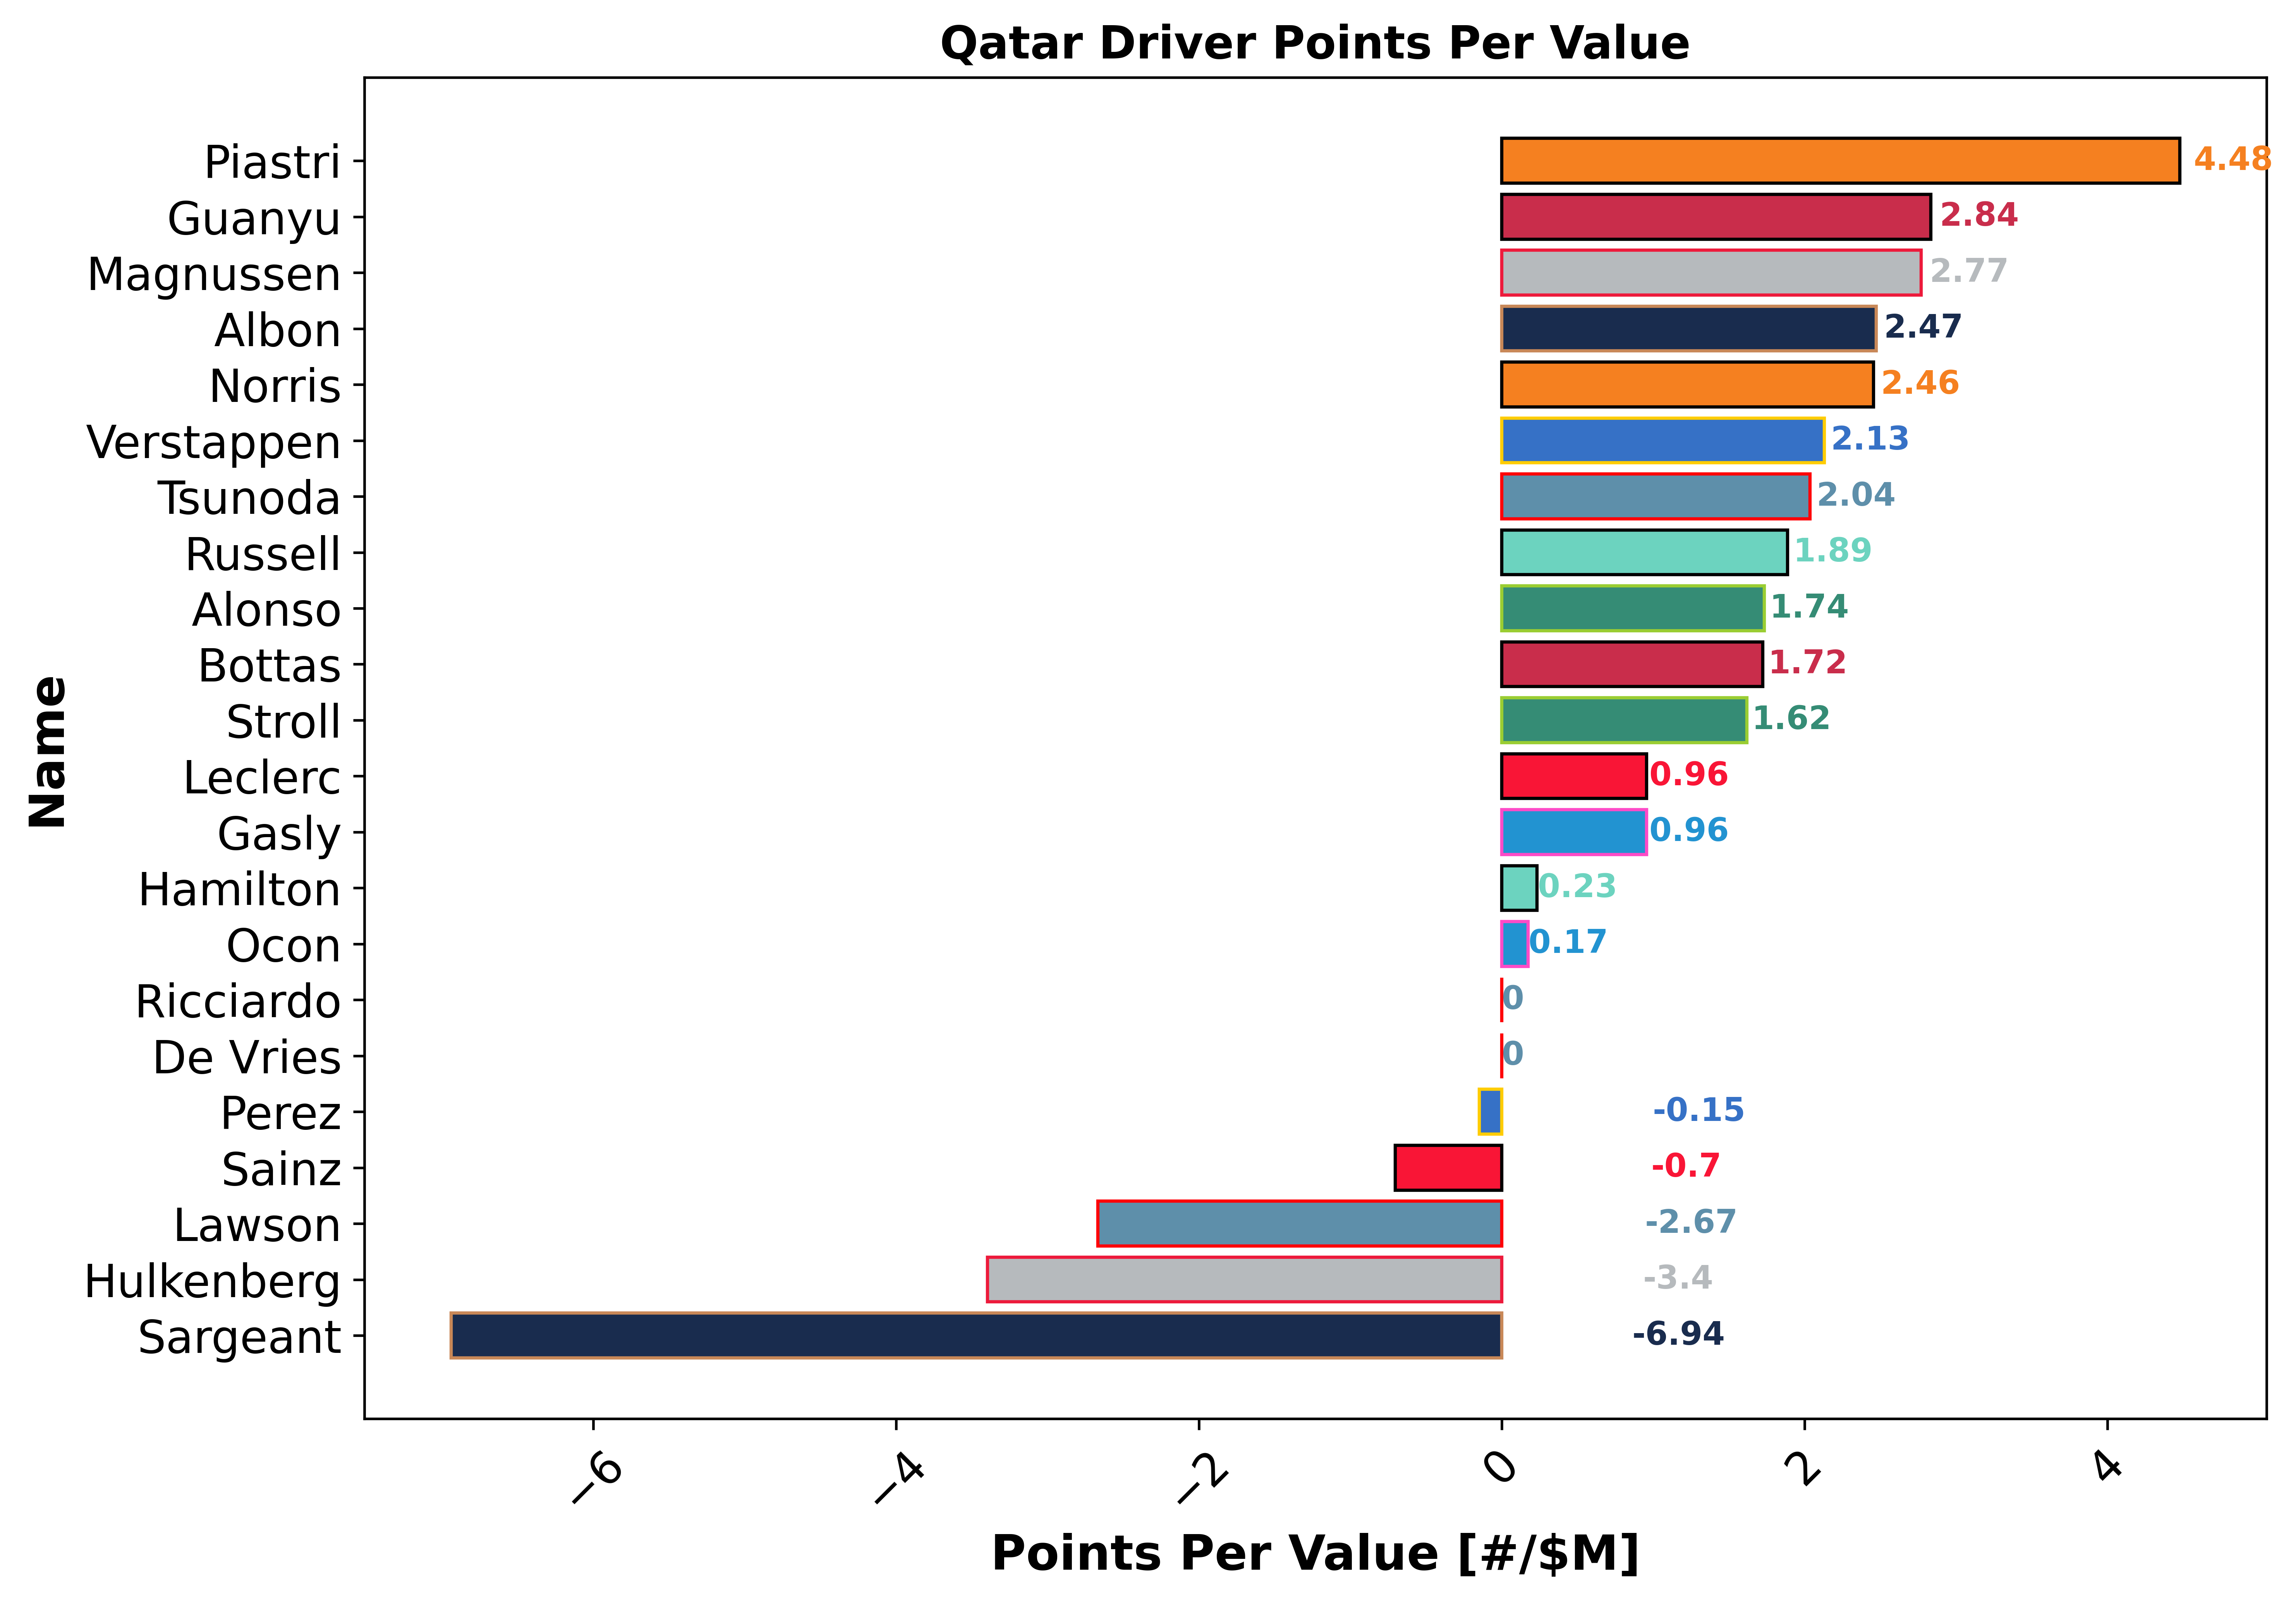 Qatar Driver Points Per Value
Name
Piastri 4.48
Guanyu 2.84
Magnussen 2.77
Albon 2.47
Norris 2.46
Verstappen 2.13
Tsunoda 2.04
Russell 1.89
Alonso 1.74
Bottas 1.72
Stroll 1.62
Leclerc 0.96
Gasly 0.96
Hamilton 0.23
Ocon 0.17
Ricciardo 0
De Vries 0
Perez -0.15
Sainz -0.7
Lawson -2.67
Hulkenberg -3.4
Sargeant -6.94
−6 −4 −2 0 2 4
Points Per Value [#/$M]